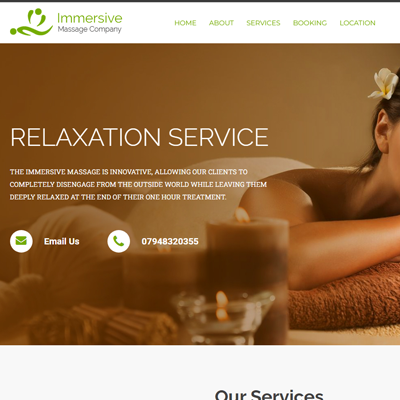 Immersive
Massage Company
HOME ABOUT SERVICES BOOKING LOCATION
RELAXATION SERVICE
THE IMMERSIVE MASSAGE IS INNOVATIVE, ALLOWING OUR CLIENTS TO
COMPLETELY DISENGAGE FROM THE OUTSIDE WORLD WHILE LEAVING THEM
DEEPLY RELAXED AT THE END OF THEIR ONE HOUR TREATMENT.
Email Us 07948320355
Our Services